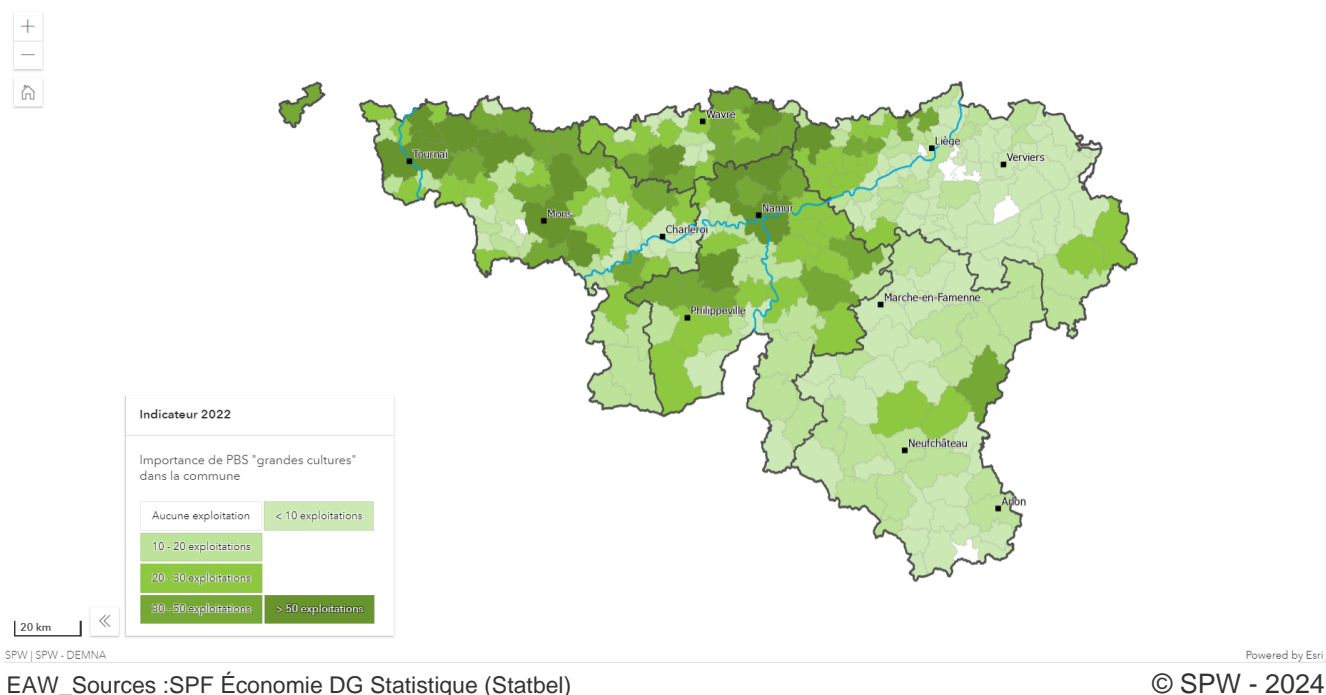 +
−
Wavre
Liège
Tournai
Verviers
Namur
Mons
Charleroi
Marche-en-Famenne
Philippeville
Neufchâteau
Arlon
Indicateur 2022
Importance de PBS "grandes cultures"
dans la commune
Aucune exploitation
< 10 exploitations
10 - 20 exploitations
20 - 30 exploitations
30 - 50 exploitations
> 50 exploitations
20 km
SPW | SPW - DEMNA
Powered by Esri
EAW_Sources :SPF Économie DG Statistique (Statbel)
© SPW - 2024